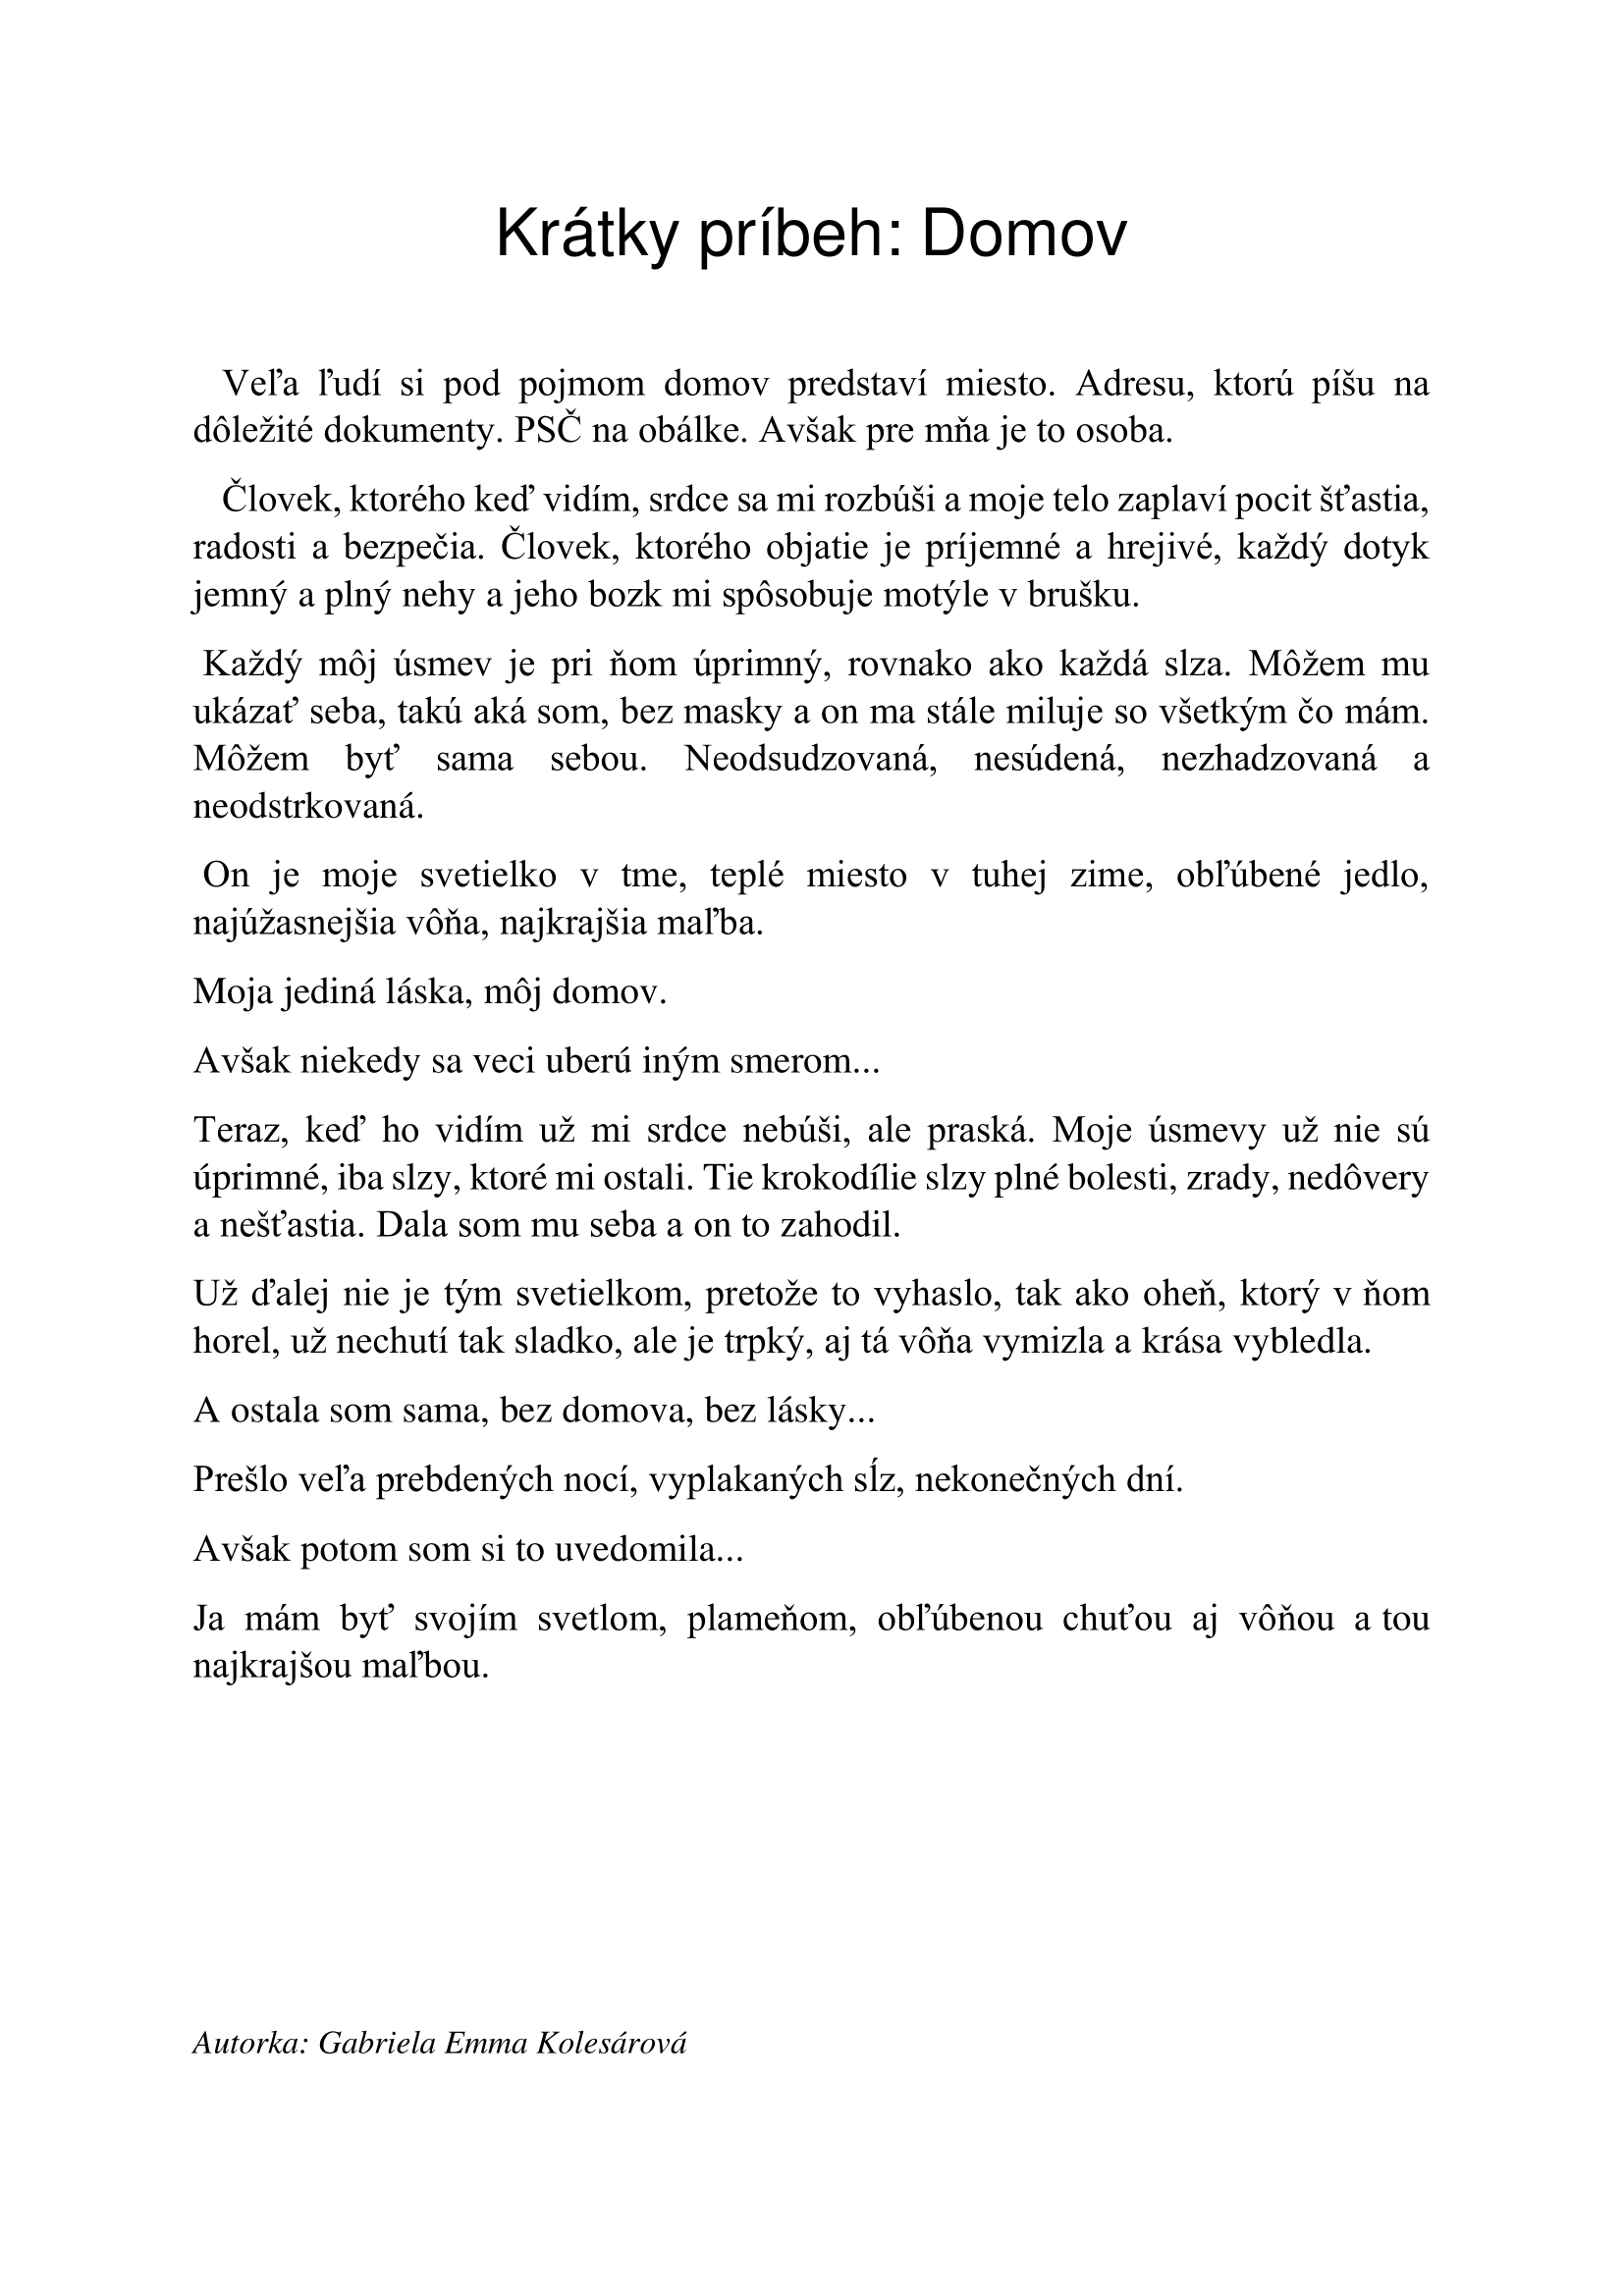 Krátky príbeh: Domov
Veľa ľudí si pod pojmom domov predstaví miesto. Adresu, ktorú píšu na
dôležité dokumenty. PSČ na obálke. Avšak pre mňa je to osoba.
Človek, ktorého keď vidím, srdce sa mi rozbúši a moje telo zaplaví pocit šťastia,
radosti a bezpečia. Človek, ktorého objatie je príjemné a hrejivé, každý dotyk
jemný a plný nehy a jeho bozk mi spôsobuje motýle v brušku.
Každý môj úsmev je pri ňom úprimný, rovnako ako každá slza. Môžem mu
ukázať seba, takú aká som, bez masky a on ma stále miluje so všetkým čo mám.
Môžem byť sama sebou. Neodsudzovaná, nesúdená, nezhadzovaná a
neodstrkovaná.
On je moje svetielko v tme, teplé miesto v tuhej zime, obľúbené jedlo,
najúžasnejšia vôňa, najkrajšia maľba.
Moja jediná láska, môj domov.
Avšak niekedy sa veci uberú iným smerom...
Teraz, keď ho vidím už mi srdce nebúši, ale praská. Moje úsmevy už nie sú
úprimné, iba slzy, ktoré mi ostali. Tie krokodílie slzy plné bolesti, zrady, nedôvery
a nešťastia. Dala som mu seba a on to zahodil.
Už ďalej nie je tým svetielkom, pretože to vyhaslo, tak ako oheň, ktorý v ňom
horel, už nechutí tak sladko, ale je trpký, aj tá vôňa vymizla a krása vybledla.
A ostala som sama, bez domova, bez lásky...
Prešlo veľa prebdených nocí, vyplakaných sĺz, nekonečných dní.
Avšak potom som si to uvedomila...
Ja mám byť svojím svetlom, plameňom, obľúbenou chuťou aj vôňou a tou
najkrajšou maľbou.
Autorka: Gabriela Emma Kolesárová